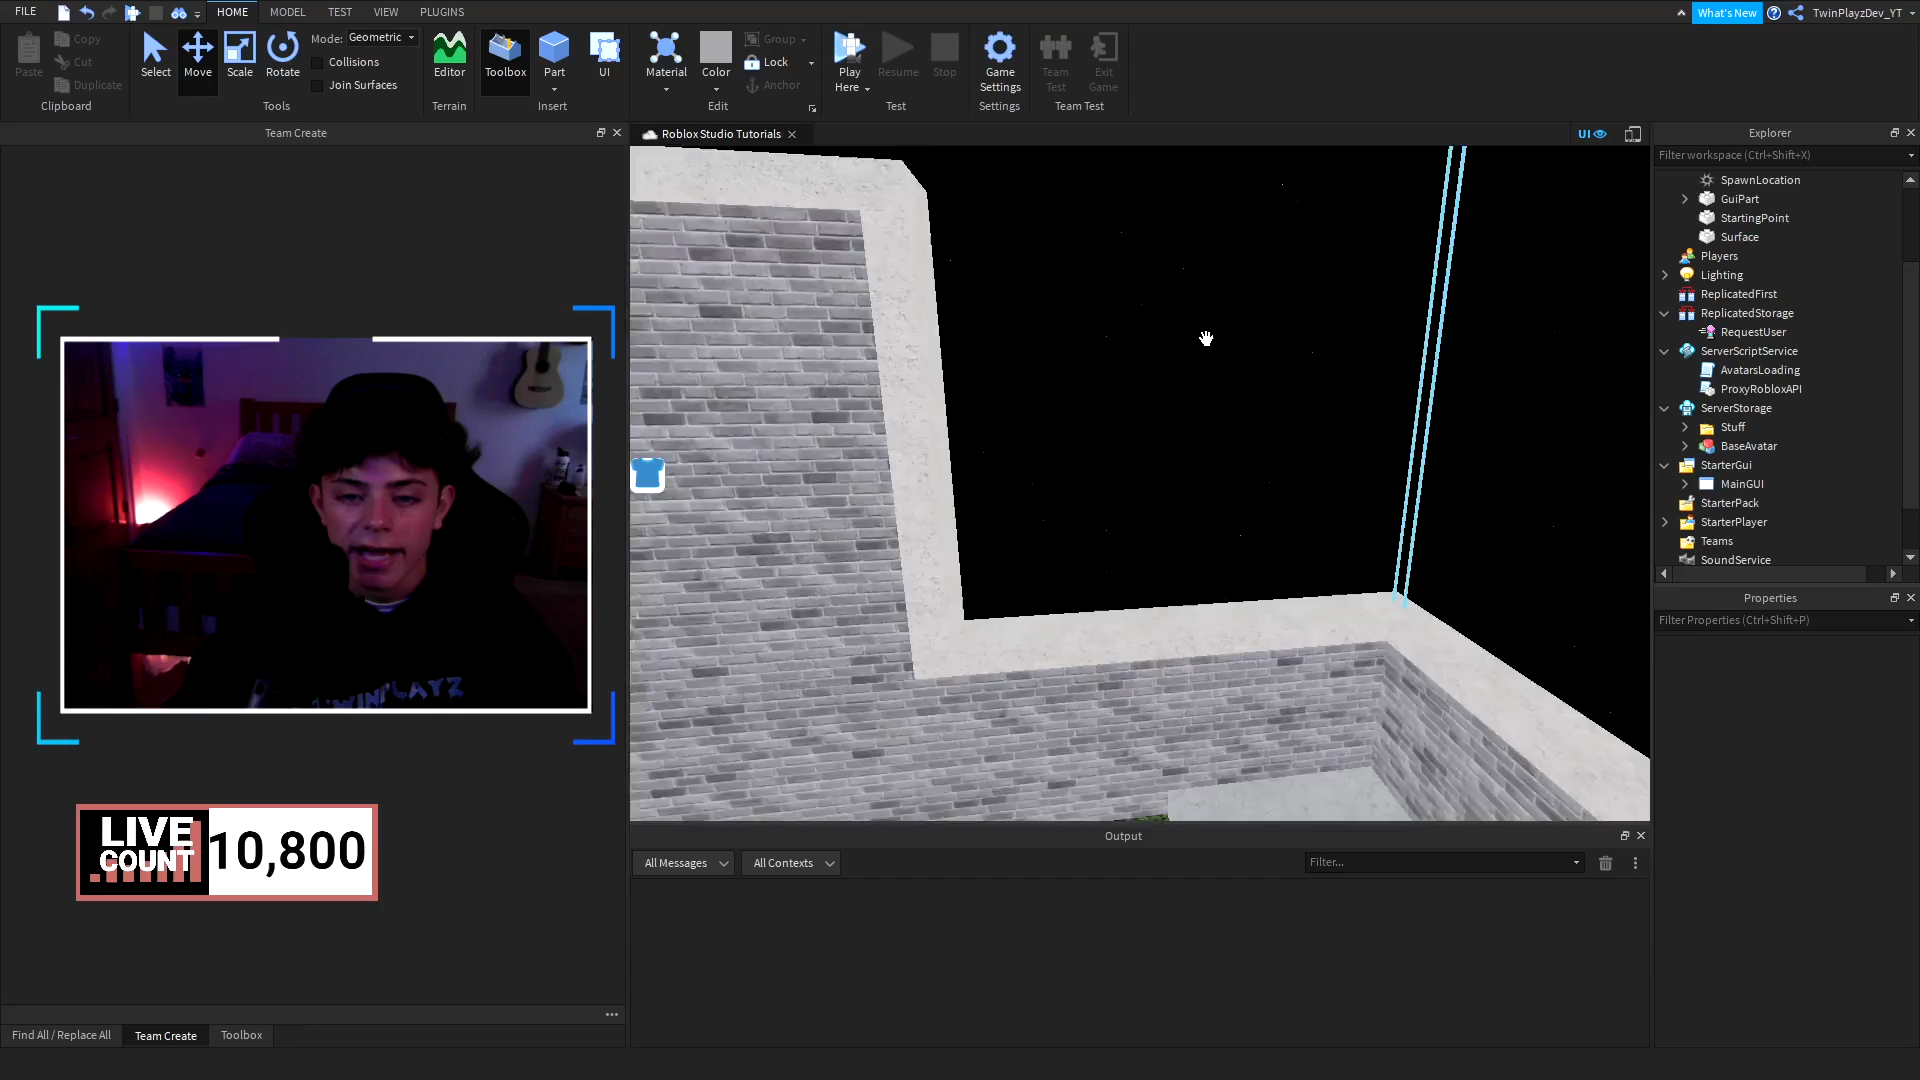 FILE
HOME
MODEL
TEST
VIEW
PLUGINS
What's New
TwinPlayzDev_YT
Paste
Copy
Cut
Duplicate
Clipboard
Select
Move
Scale
Rotate
Mode: Geometric
Collisions
Join Surfaces
Tools
Editor
Terrain
Toolbox
Part
UI
Insert
Material
Color
Group
Lock
Anchor
Edit
Play
Here
Resume
Stop
Test
Game
Settings
Settings
Team
Test
Exit
Game
Team Test
Team Create
Roblox Studio Tutorials
UI
Explorer
Filter workspace (Ctrl+Shift+X)
SpawnLocation
GuiPart
StartingPoint
Surface
Players
Lighting
ReplicatedFirst
ReplicatedStorage
RequestUser
ServerScriptService
AvatarsLoading
ProxyRobloxAPI
ServerStorage
Stuff
BaseAvatar
StarterGui
MainGUI
StarterPack
StarterPlayer
Teams
SoundService
Properties
Filter Properties (Ctrl+Shift+P)
TWINPLAYZ
LIVE
COUNT
10,800
Output
All Messages
All Contexts
Filter...
Find All / Replace All
Team Create
Toolbox